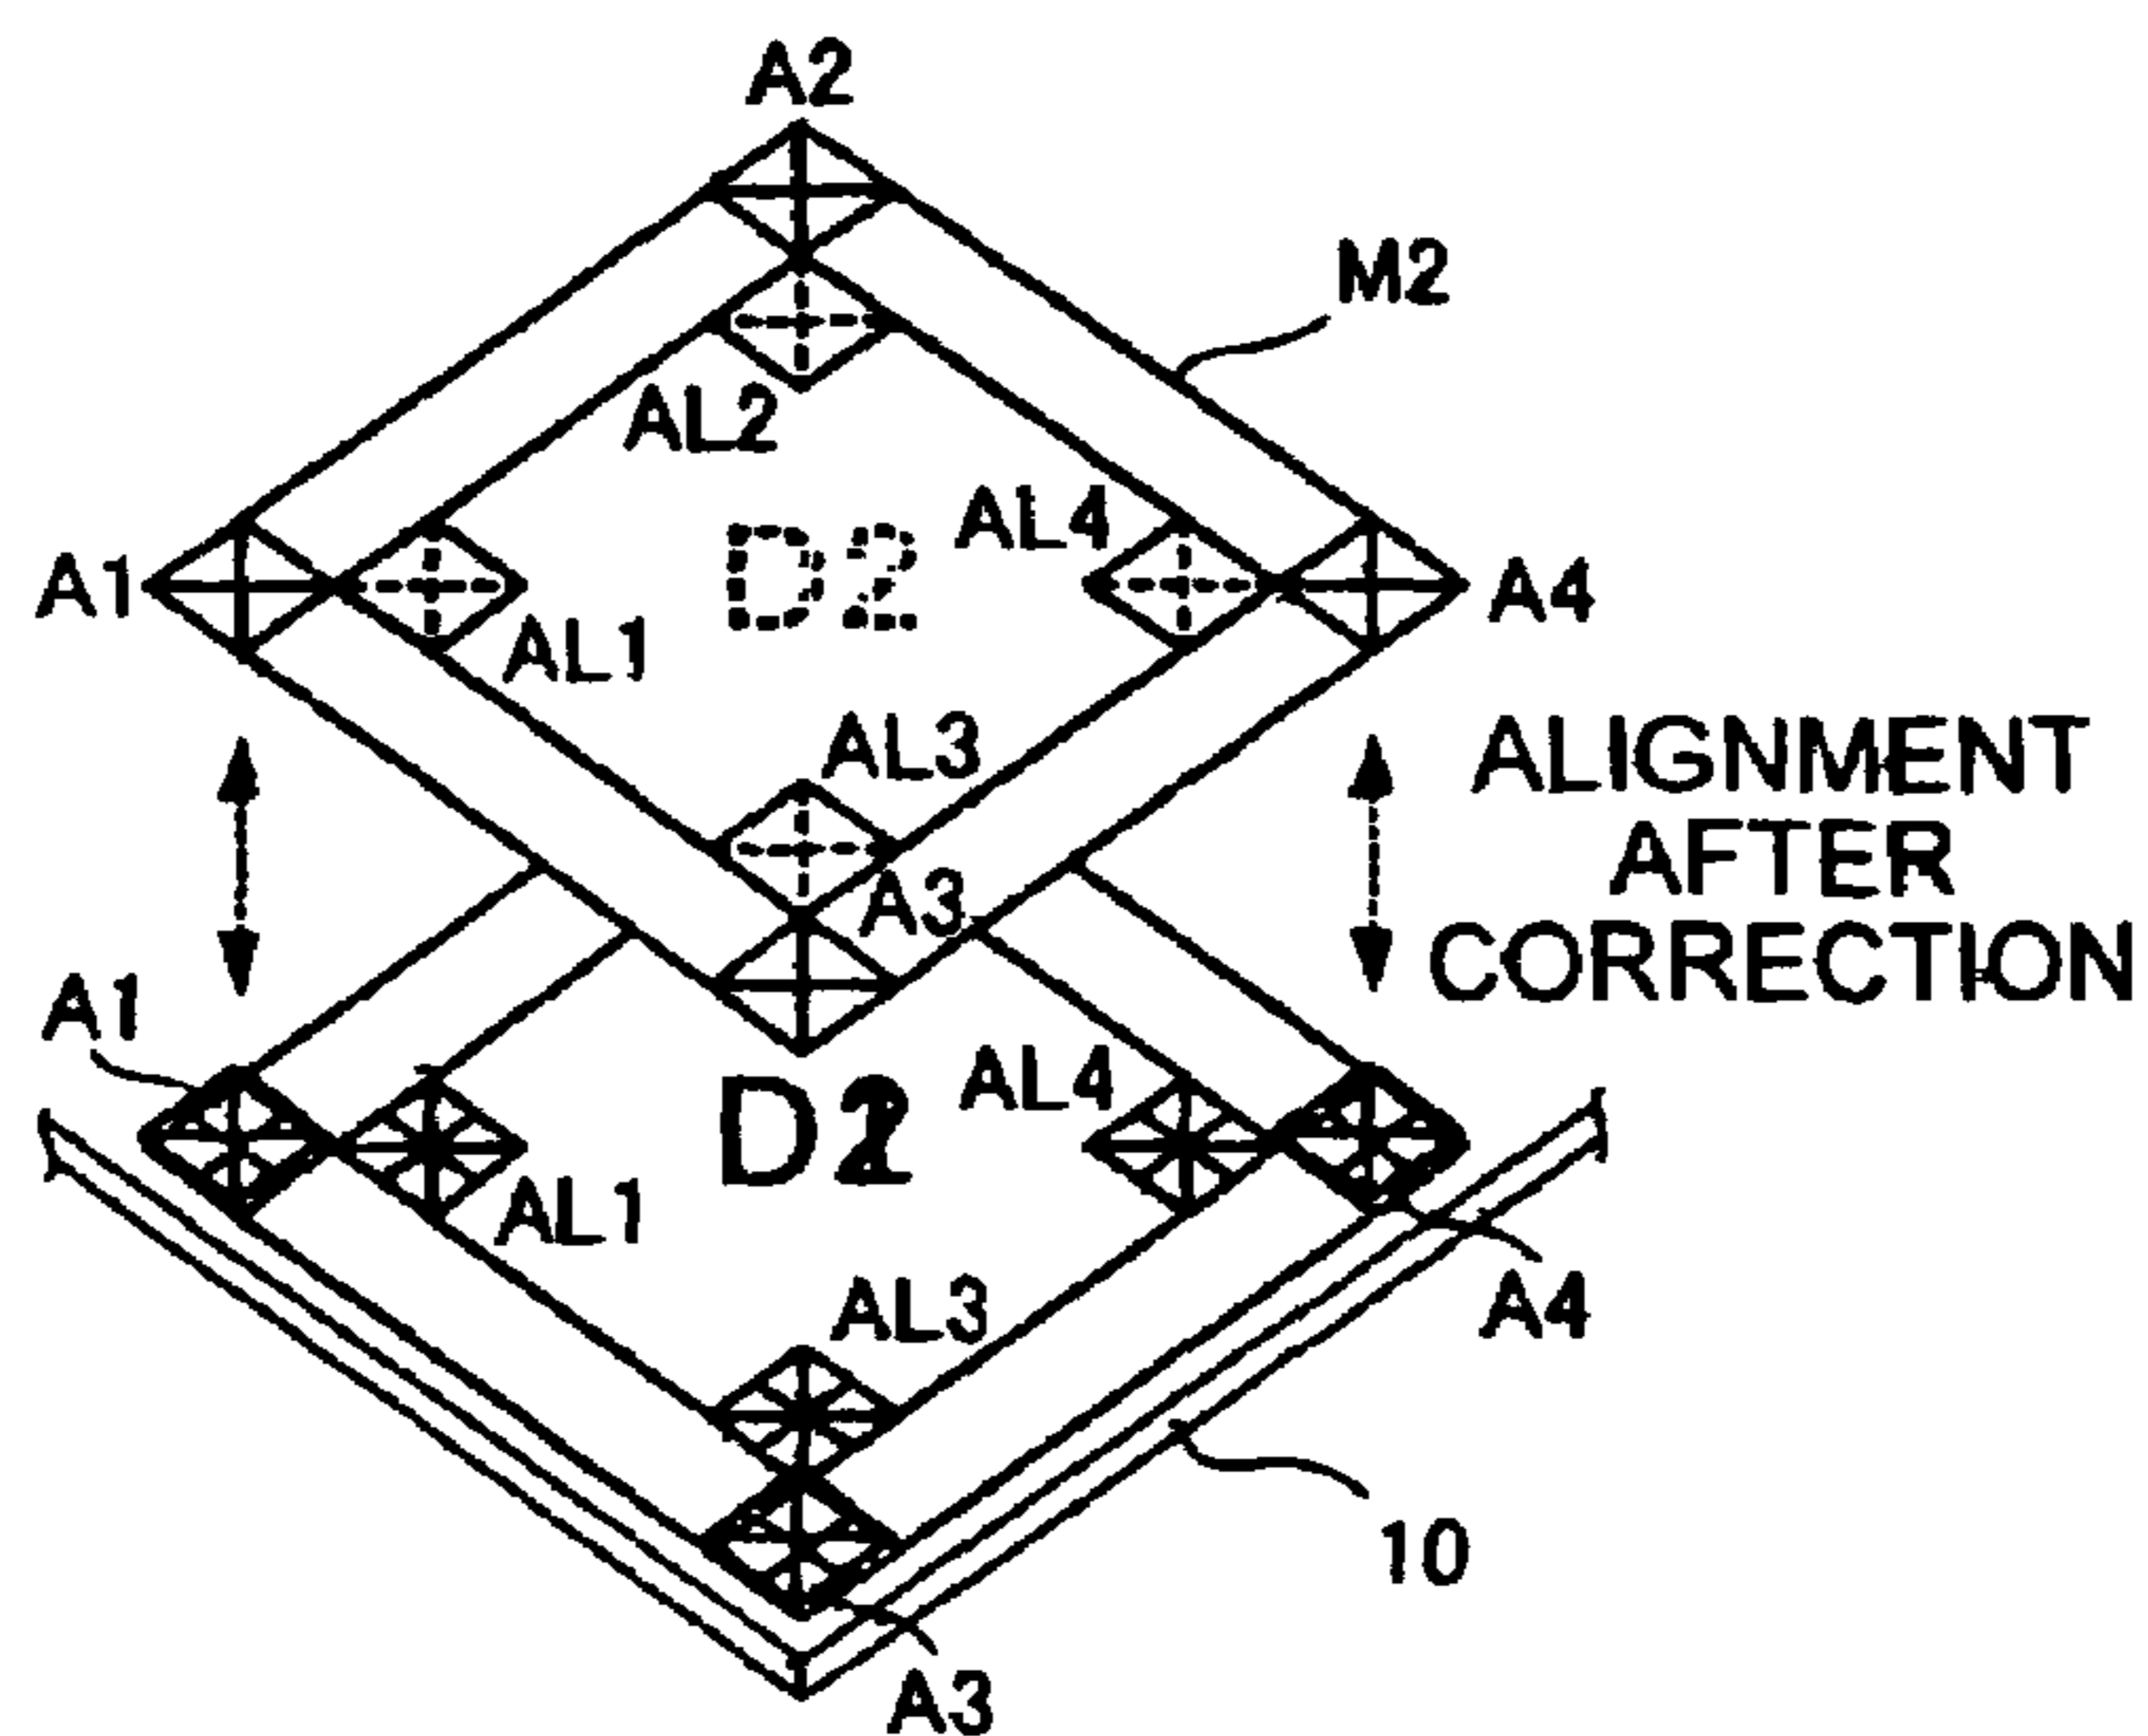 A2
M2
AL2
AL4
D2
A1
A4
AL1
AL3
ALIGNMENT
AFTER
CORRECTION
A3
A1
AL4
D2
AL1
AL3
A4
10
A3